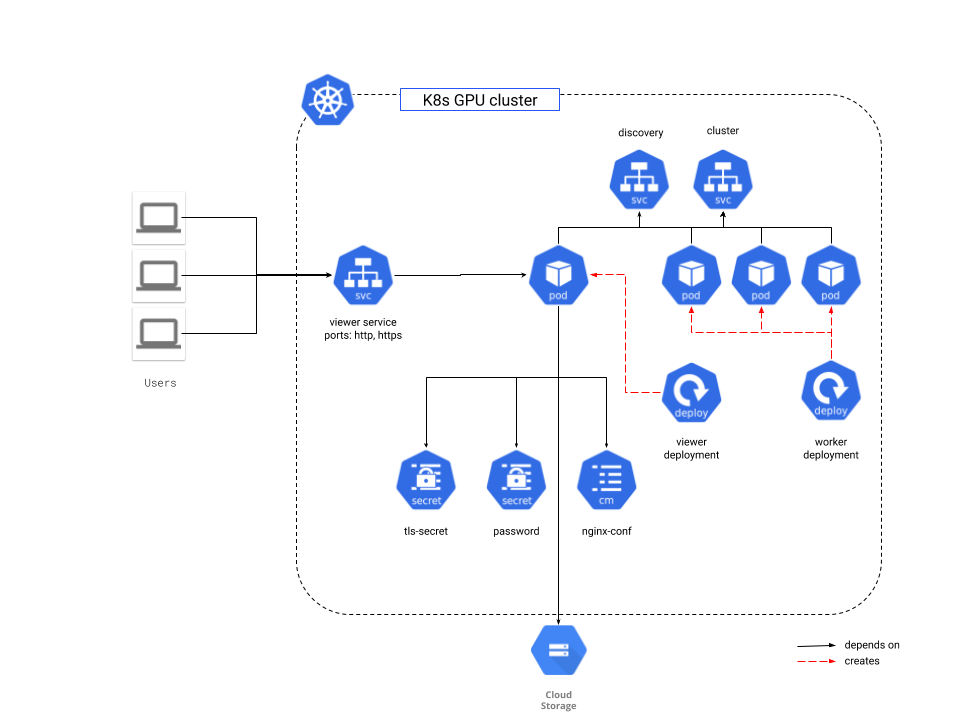 K8s GPU cluster
discovery
cluster
svc
svc
svc
pod
pod
pod
pod
viewer service
ports: http, https
Users
deploy
deploy
viewer
deployment
worker
deployment
secret
secret
cm
tls-secret
password
nginx-conf
depends on
creates
Cloud
Storage